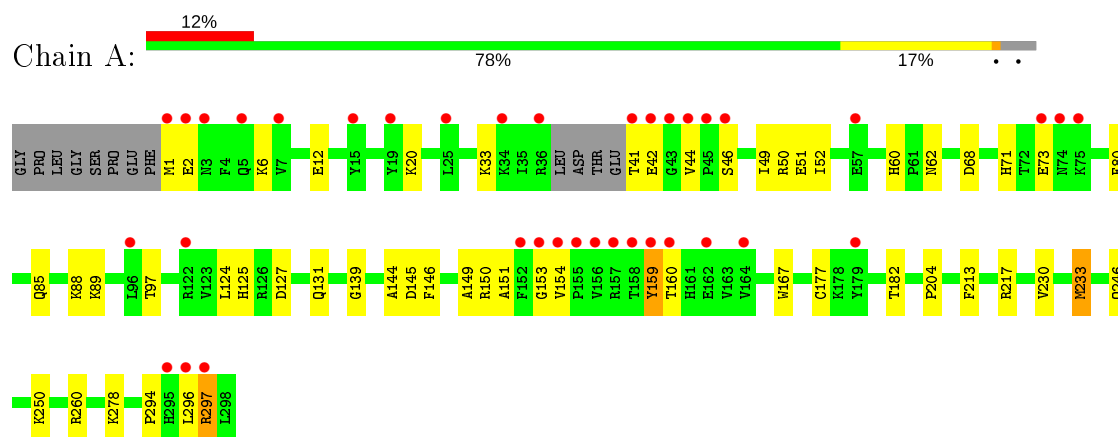 12%
Chain A:
78% 17% • •
GLY PRO LEU GLY SER PRO GLU PHE M1 E2 N3 F4 Q5 K6 V7 E12 Y15 Y19 K20 L25 K33 K34 I35 R36 LEU ASP THR GLU T41 E42 G43 V44 P45 S46 I49 R50 E51 I52 E57 H60 P61 N62 D68 H71 T72 E73 N74 K75
Q85 K88 K89 L96 T97 R122 V123 L124 H125 R126 D127 Q131 G139 A144 D145 F146 A149 R150 A151 F152 G153 V154 P155 V156 R157 T158 Y159 T160 H161 E162 V163 V164 W167 C177 K178 Y179 T182 P204 F213 R217 V230 M233
K250 R260 K278 P294 H295 L296 R297 L298